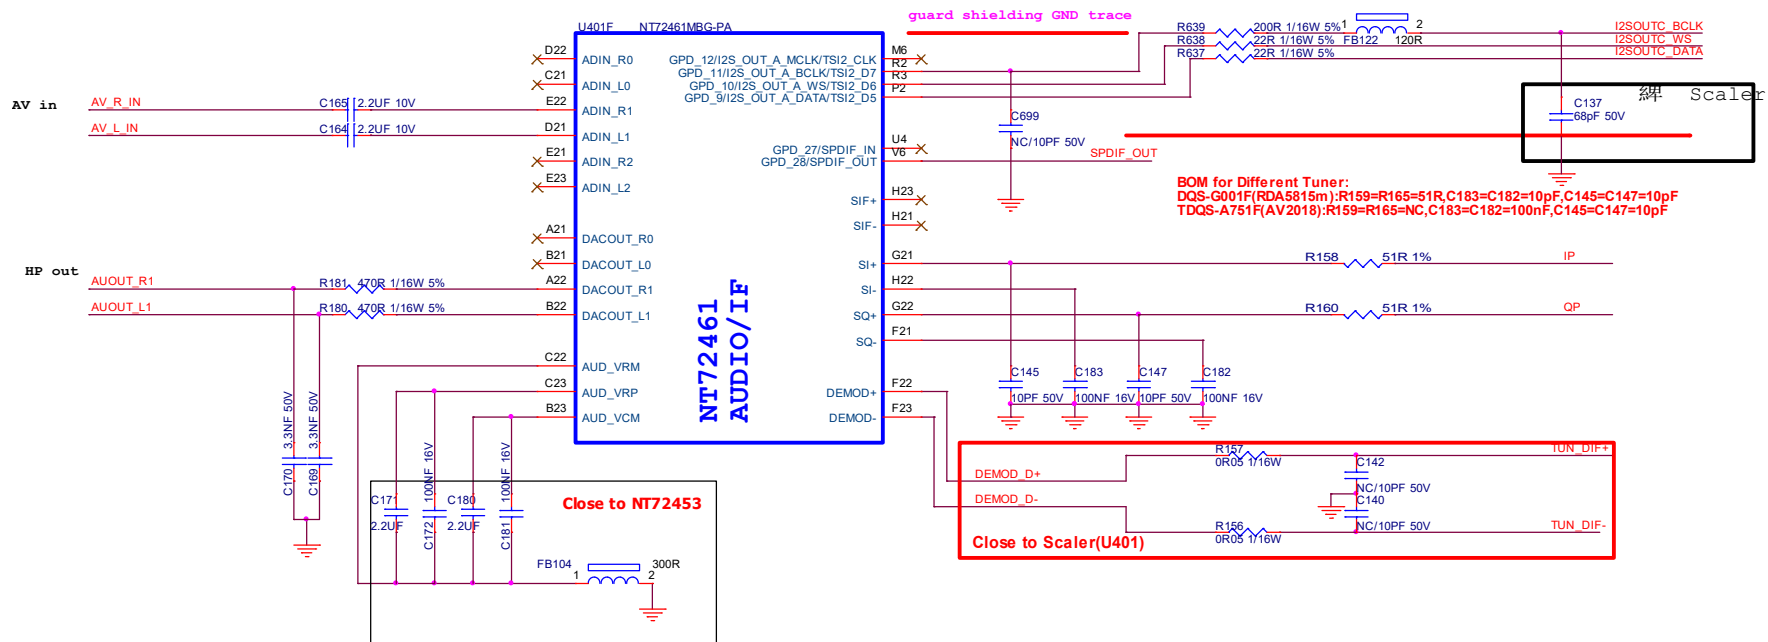 guard shielding GND trace
U401F NT72461MBG-PA
R639 200R 1/16W 5% 1 2 I2SOUTC_BCLK
R638 22R 1/16W 5% FB122 120R I2SOUTC_WS
R637 22R 1/16W 5% I2SOUTC_DATA
D22 ADIN_R0 GPD_12/I2S_OUT_A_MCLK/TSI2_CLK M6
GPD_11/I2S_OUT_A_BCLK/TSI2_D7 R2
C21 ADIN_L0 GPD_10/I2S_OUT_A_WS/TSI2_D6 R3
GPD_9/I2S_OUT_A_DATA/TSI2_D5 P2
AV in
AV_R_IN C165 2.2UF 10V E22 ADIN_R1
AV_L_IN C164 2.2UF 10V D21 ADIN_L1
C699
NC/10PF 50V
Scaler
C137
68pF 50V
E21 ADIN_R2 GPD_27/SPDIF_IN U4
GPD_28/SPDIF_OUT V6 SPDIF_OUT
E23 ADIN_L2 SIF+ H23
SIF- H21
BOM for Different Tuner:
DQS-G001F(RDA5815m):R159=R165=51R,C183=C182=10pF,C145=C147=10pF
TDQS-A751F(AV2018):R159=R165=NC,C183=C182=100nF,C145=C147=10pF
A21 DACOUT_R0
B21 DACOUT_L0 SI+ G21 R158 51R 1% IP
HP out
AUOUT_R1 R181 470R 1/16W 5% A22 DACOUT_R1 SI- H22
AUOUT_L1 R180 470R 1/16W 5% B22 DACOUT_L1 SQ+ G22 R160 51R 1% QP
SQ- F21
NT72461
AUDIO/IF
C22 AUD_VRM
C23 AUD_VRP DEMOD+ F22
B23 AUD_VCM DEMOD- F23
C145 C183 C147 C182
10PF 50V 100NF 16V 10PF 50V 100NF 16V
C170 3.3NF 50V
C169 3.3NF 50V
C171
2.2UF
C172 100NF 16V
C180
2.2UF
C181 100NF 16V
Close to NT72453
FB104 300R
1 2
R157 TUN_DIF+
0R05 1/16W
DEMOD_D+ C142
NC/10PF 50V
DEMOD_D- C140
NC/10PF 50V
R156 TUN_DIF-
0R05 1/16W
Close to Scaler(U401)